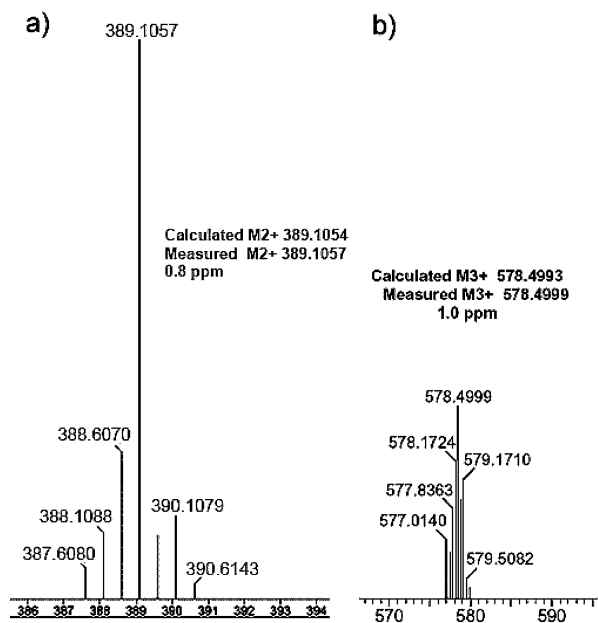 a)
389.1057
Calculated M2+ 389.1054
Measured M2+ 389.1057
0.8 ppm
388.6070
388.1088
387.6080
390.1079
390.6143
386 387 388 389 390 391 392 393 394
b)
Calculated M3+ 578.4993
Measured M3+ 578.4999
1.0 ppm
578.4999
578.1724
579.1710
577.8363
577.0140
579.5082
570 580 590